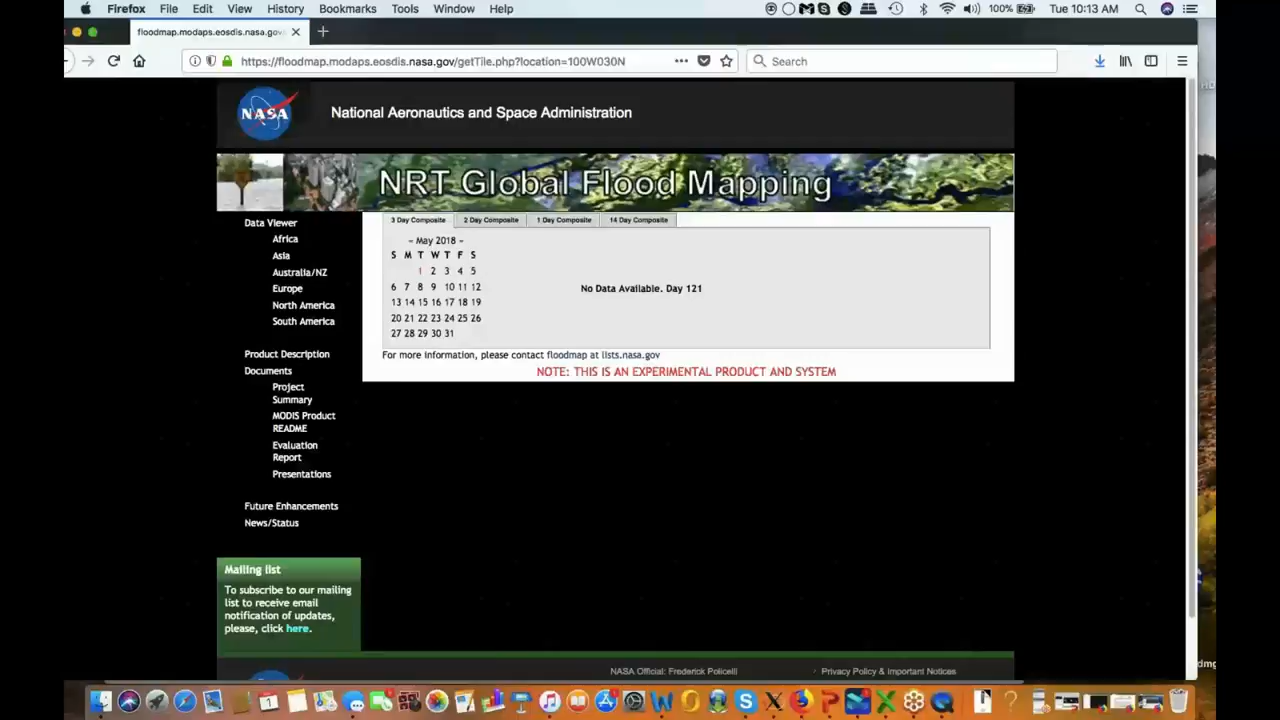 Firefox File Edit View History Bookmarks Tools Window Help 100% Tue 10:13 AM
floodmap.modaps.eosdis.nasa.gov
https://floodmap.modaps.eosdis.nasa.gov/getTile.php?location=100W030N
Search
NASA
National Aeronautics and Space Administration
NRT Global Flood Mapping
Data Viewer
Africa
Asia
Australia/NZ
Europe
North America
South America
Product Description
Documents
Project
Summary
MODIS Product
README
Evaluation
Report
Presentations
Future Enhancements
News/Status
Mailing list
To subscribe to our mailing
list to receive email
notification of updates,
please, click here.
3 Day Composite 2 Day Composite 1 Day Composite 14 Day Composite
– May 2018 –
S M T W T F S
1 2 3 4 5
6 7 8 9 10 11 12
13 14 15 16 17 18 19
20 21 22 23 24 25 26
27 28 29 30 31
No Data Available. Day 121
For more information, please contact floodmap at lists.nasa.gov
NOTE: THIS IS AN EXPERIMENTAL PRODUCT AND SYSTEM
NASA Official: Frederick Policelli
Privacy Policy & Important Notices